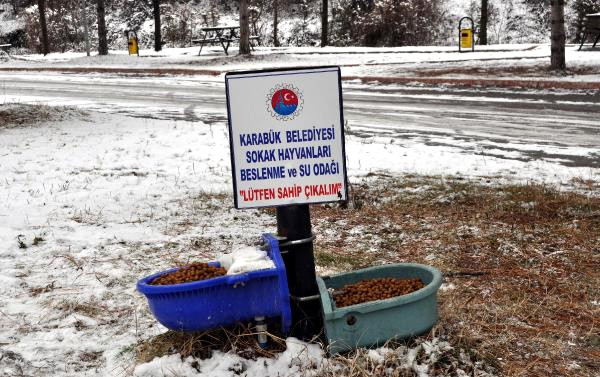 KARABÜK BELEDİYESİ
SOKAK HAYVANLARI
BESLENME ve SU ODAĞI
"LÜTFEN SAHİP ÇIKALIM"